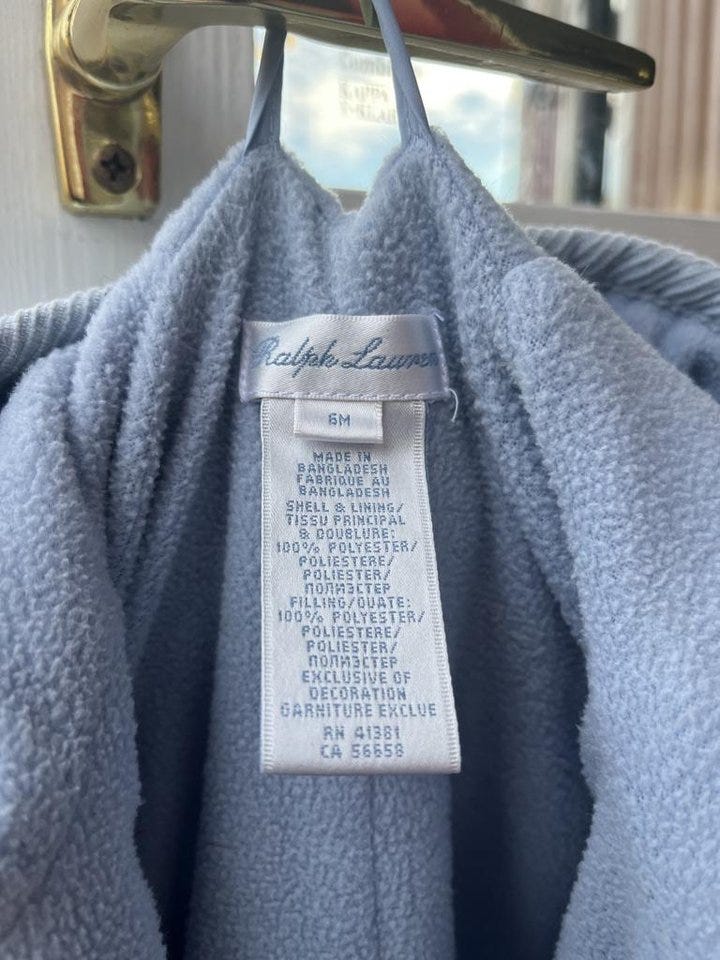 Ralph Lauren
6M
MADE IN
BANGLADESH
FABRIQUE AU
BANGLADESH
SHELL & LINING/
TISSU PRINCIPAL
& DOUBLURE:
100% POLYESTER/
POLIESTERE/
POLIESTER/
ПОЛИЭСТЕР
FILLING/OUATE:
100% POLYESTER/
POLIESTERE/
POLIESTER/
ПОЛИЭСТЕР
EXCLUSIVE OF
DECORATION
GARNITURE EXCLUE
RN 41381
CA 56658